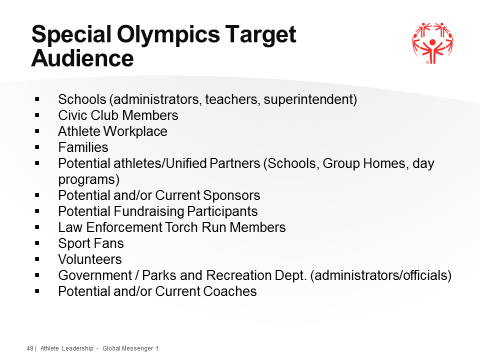 Special Olympics Target
Audience
▪ Schools (administrators, teachers, superintendent)
▪ Civic Club Members
▪ Athlete Workplace
▪ Families
▪ Potential athletes/Unified Partners (Schools, Group Homes, day
programs)
▪ Potential and/or Current Sponsors
▪ Potential Fundraising Participants
▪ Law Enforcement Torch Run Members
▪ Sport Fans
▪ Volunteers
▪ Government / Parks and Recreation Dept. (administrators/officials)
▪ Potential and/or Current Coaches
49 | Athlete Leadership - Global Messenger 1